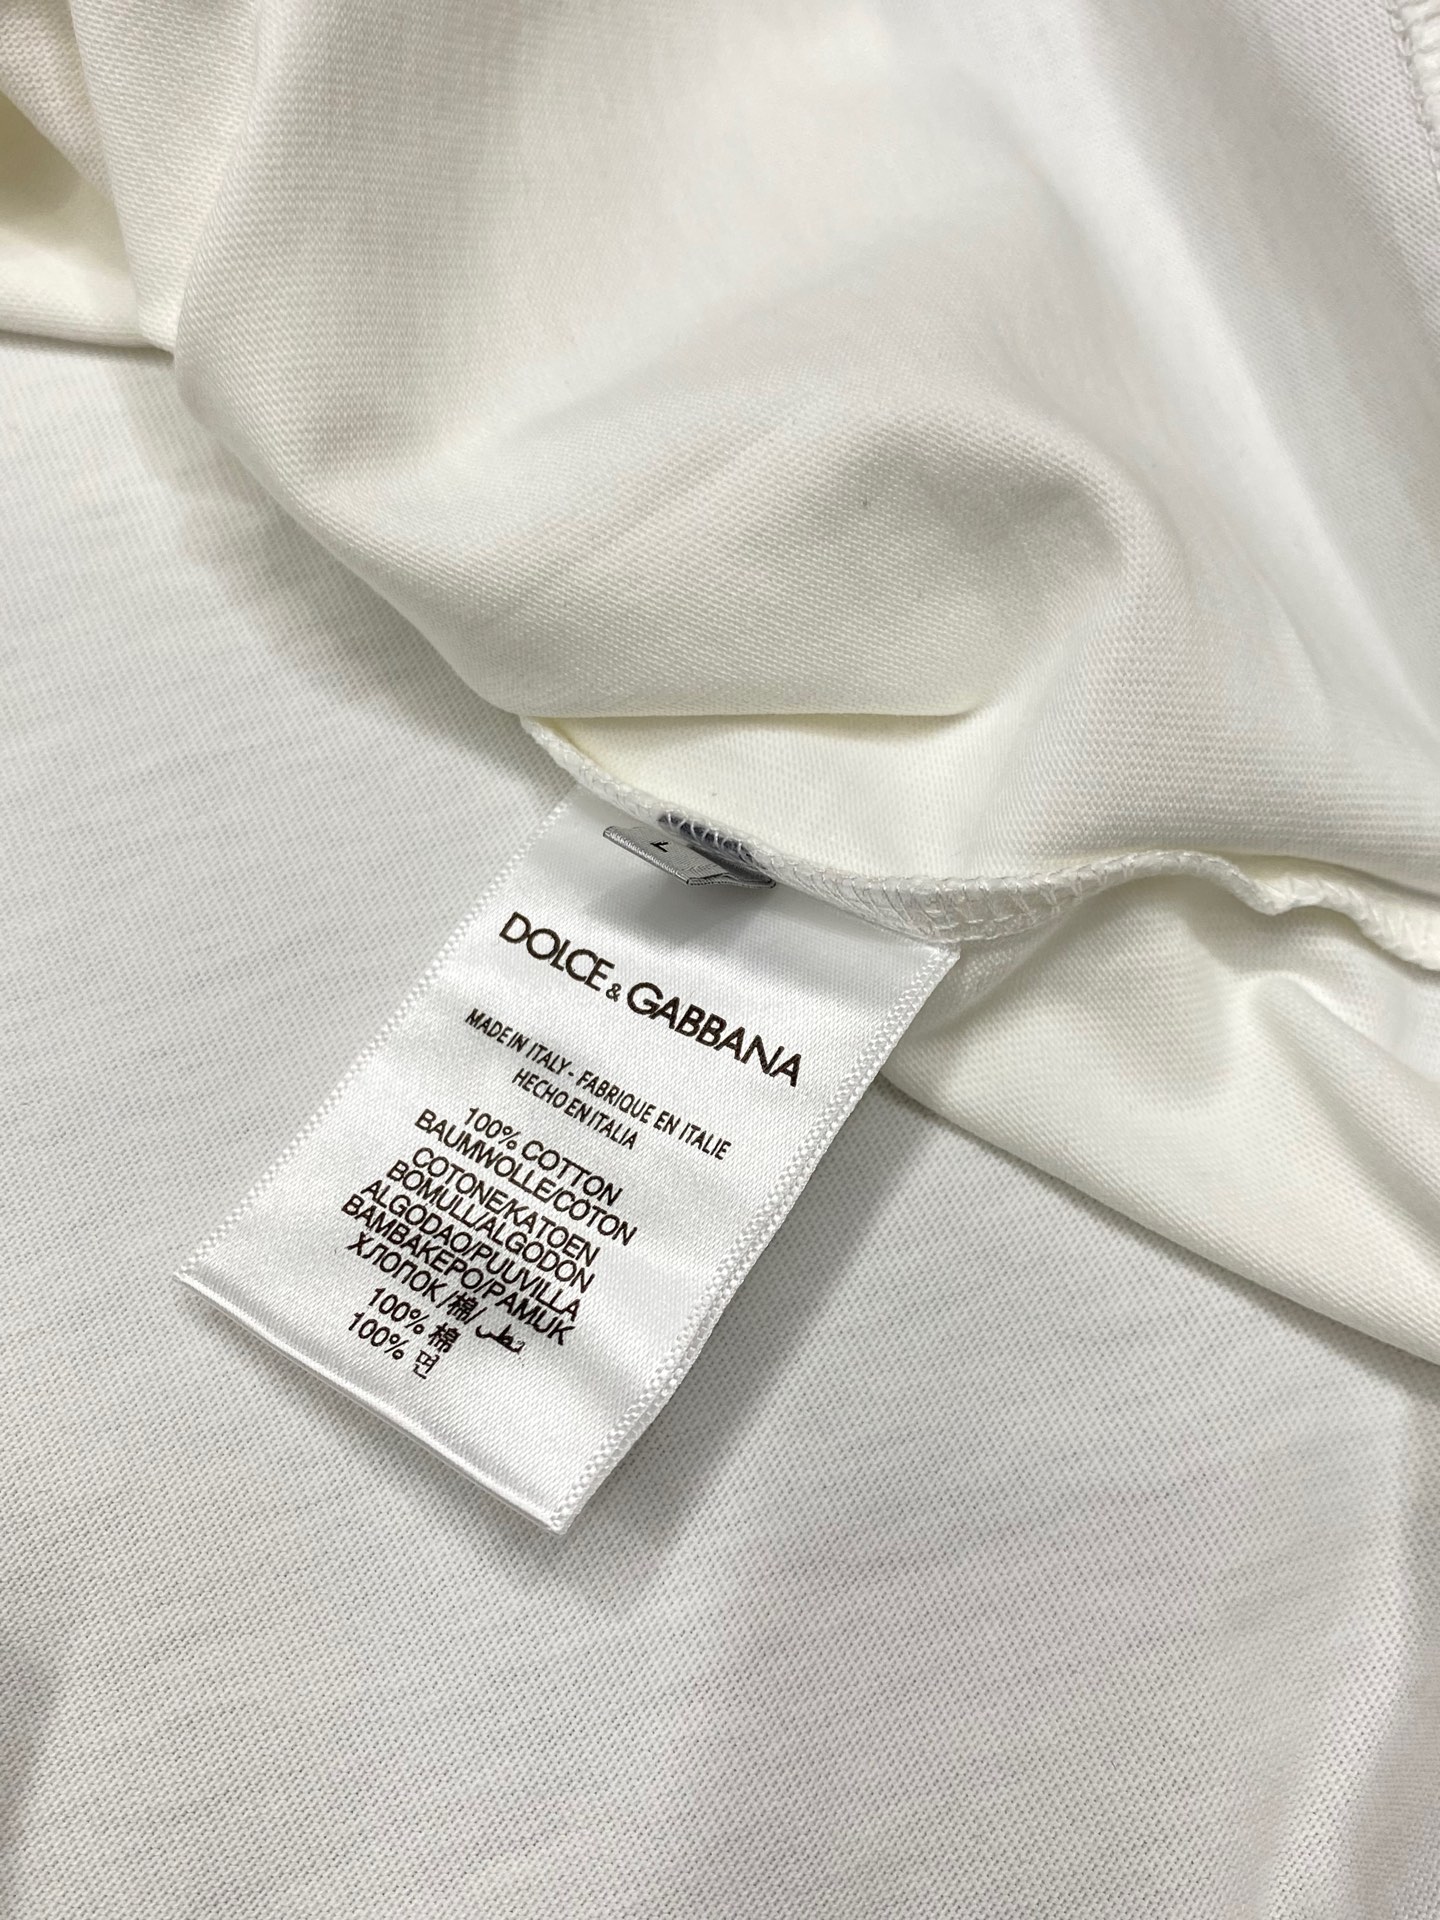 DOLCE & GABBANA
MADE IN ITALY - FABRIQUE EN ITALIE
HECHO EN ITALIA
100% COTTON
BAUMWOLLE/COTON
COTONE/KATOEN
BOMULL/ALGODON
ALGODAO/PUUVILLA
BAMBAKEPO/PAMUK
ХЛОПОК/棉/قطن
100% 棉
100% 면